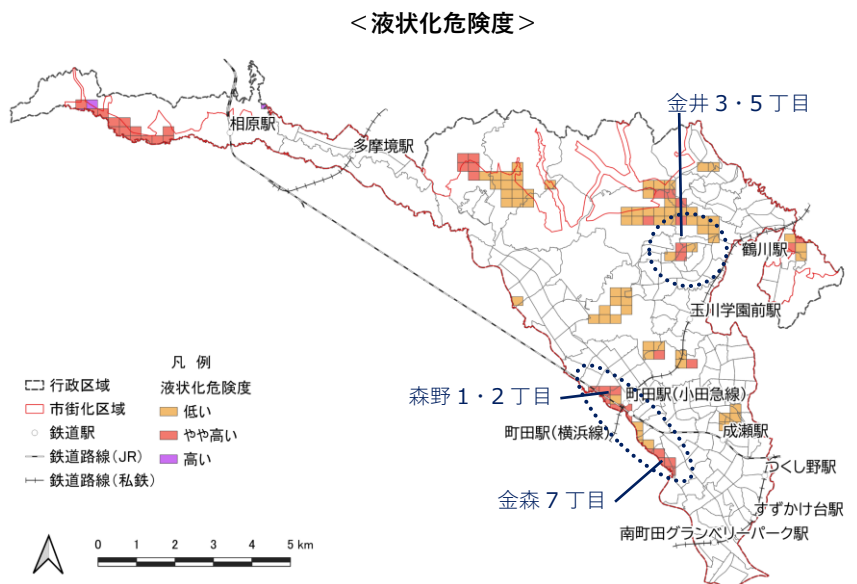 ＜液状化危険度＞
金井３・５丁目
相原駅
多摩境駅
鶴川駅
玉川学園前駅
凡 例
行政区域
市街化区域
鉄道駅
鉄道路線(JR)
鉄道路線(私鉄)
液状化危険度
低い
やや高い
高い
森野１・２丁目
町田駅(小田急線)
町田駅(横浜線)
成瀬駅
つくし野駅
金森７丁目
すずかけ台駅
南町田グランベリーパーク駅
0 1 2 3 4 5 km